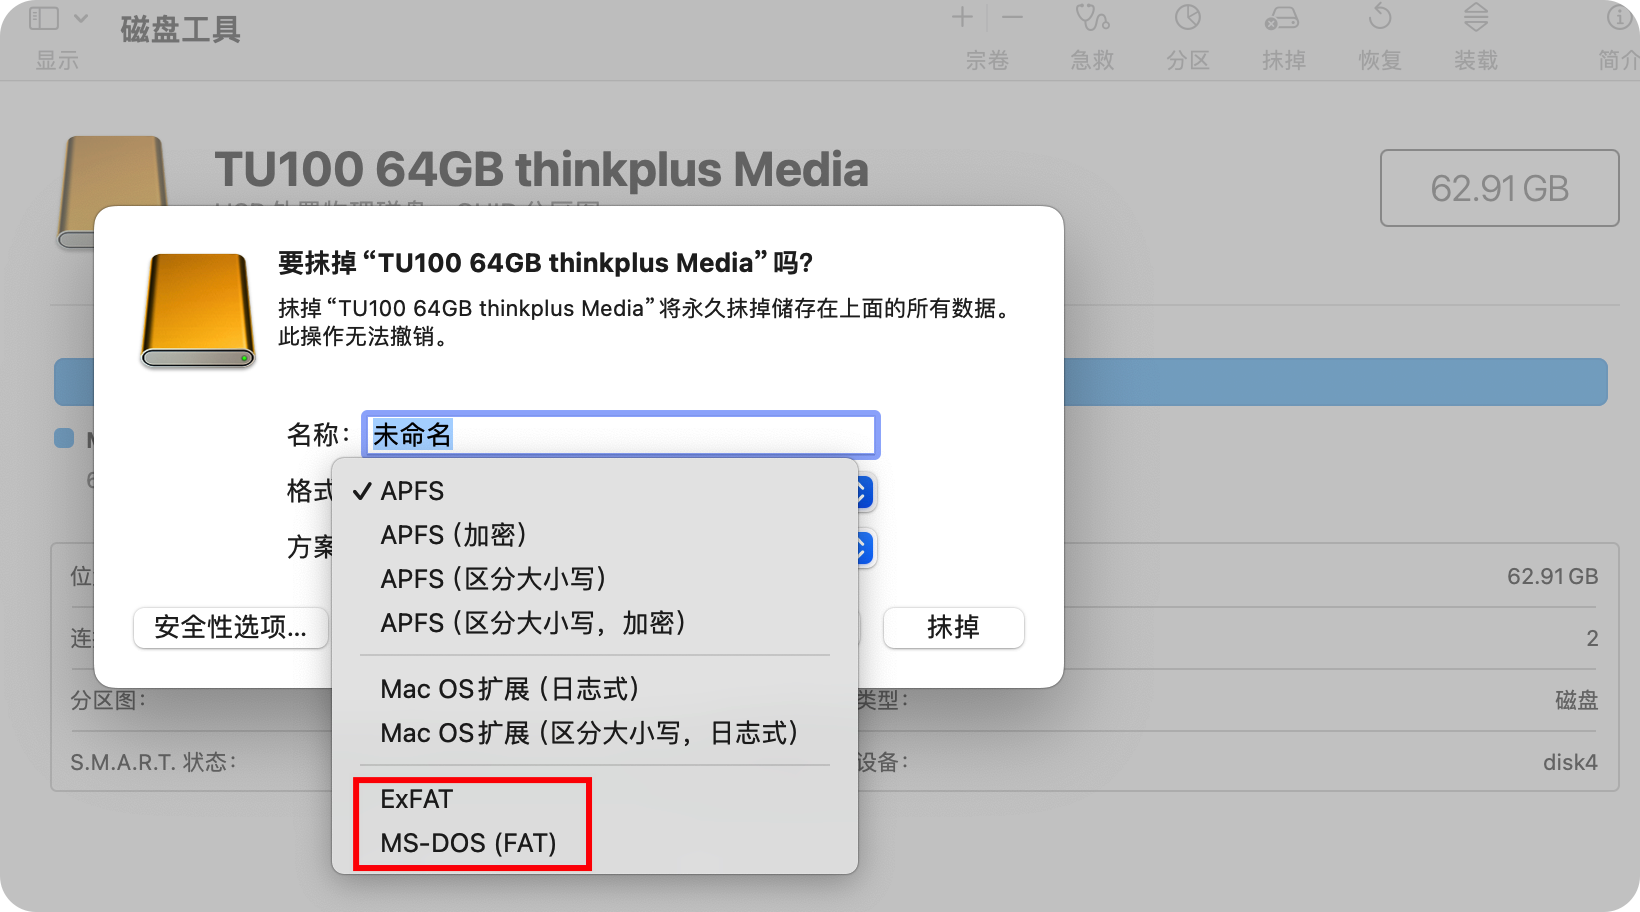 磁盘工具
显示
宗卷
急救
分区
抹掉
恢复
装载
简介
TU100 64GB thinkplus Media
62.91 GB
要抹掉“TU100 64GB thinkplus Media”吗?
抹掉“TU100 64GB thinkplus Media”将永久抹掉储存在上面的所有数据。
此操作无法撤销。
名称:
未命名
格式
✓ APFS
APFS (加密)
方案
APFS (区分大小写)
APFS (区分大小写,加密)
安全性选项...
抹掉
Mac OS扩展 (日志式)
Mac OS扩展 (区分大小写,日志式)
ExFAT
MS-DOS (FAT)
62.91 GB
2
分区图:
类型:
磁盘
S.M.A.R.T. 状态:
设备:
disk4